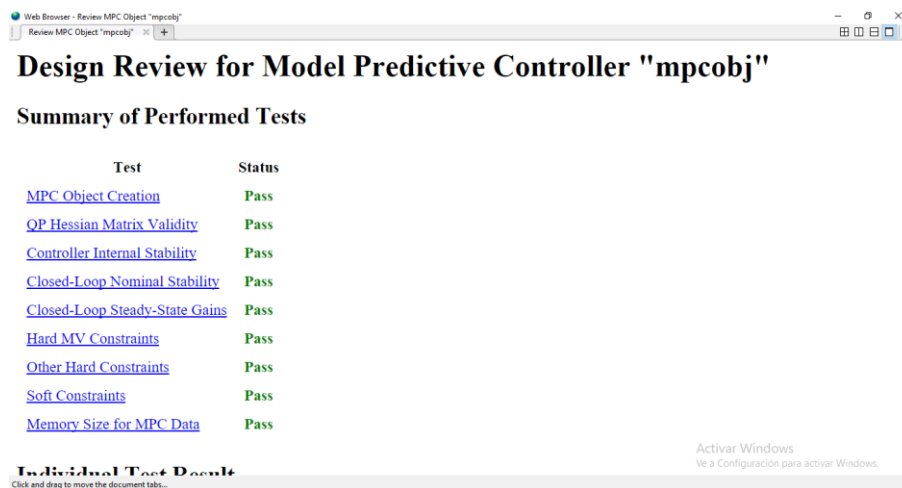 Web Browser - Review MPC Object "mpcobj"
Review MPC Object "mpcobj"
Design Review for Model Predictive Controller "mpcobj"
Summary of Performed Tests
Test Status
MPC Object Creation Pass
QP Hessian Matrix Validity Pass
Controller Internal Stability Pass
Closed-Loop Nominal Stability Pass
Closed-Loop Steady-State Gains Pass
Hard MV Constraints Pass
Other Hard Constraints Pass
Soft Constraints Pass
Memory Size for MPC Data Pass
Activar Windows
Ve a Configuración para activar Windows.
Individual Test Result
Click and drag to move the document tabs...